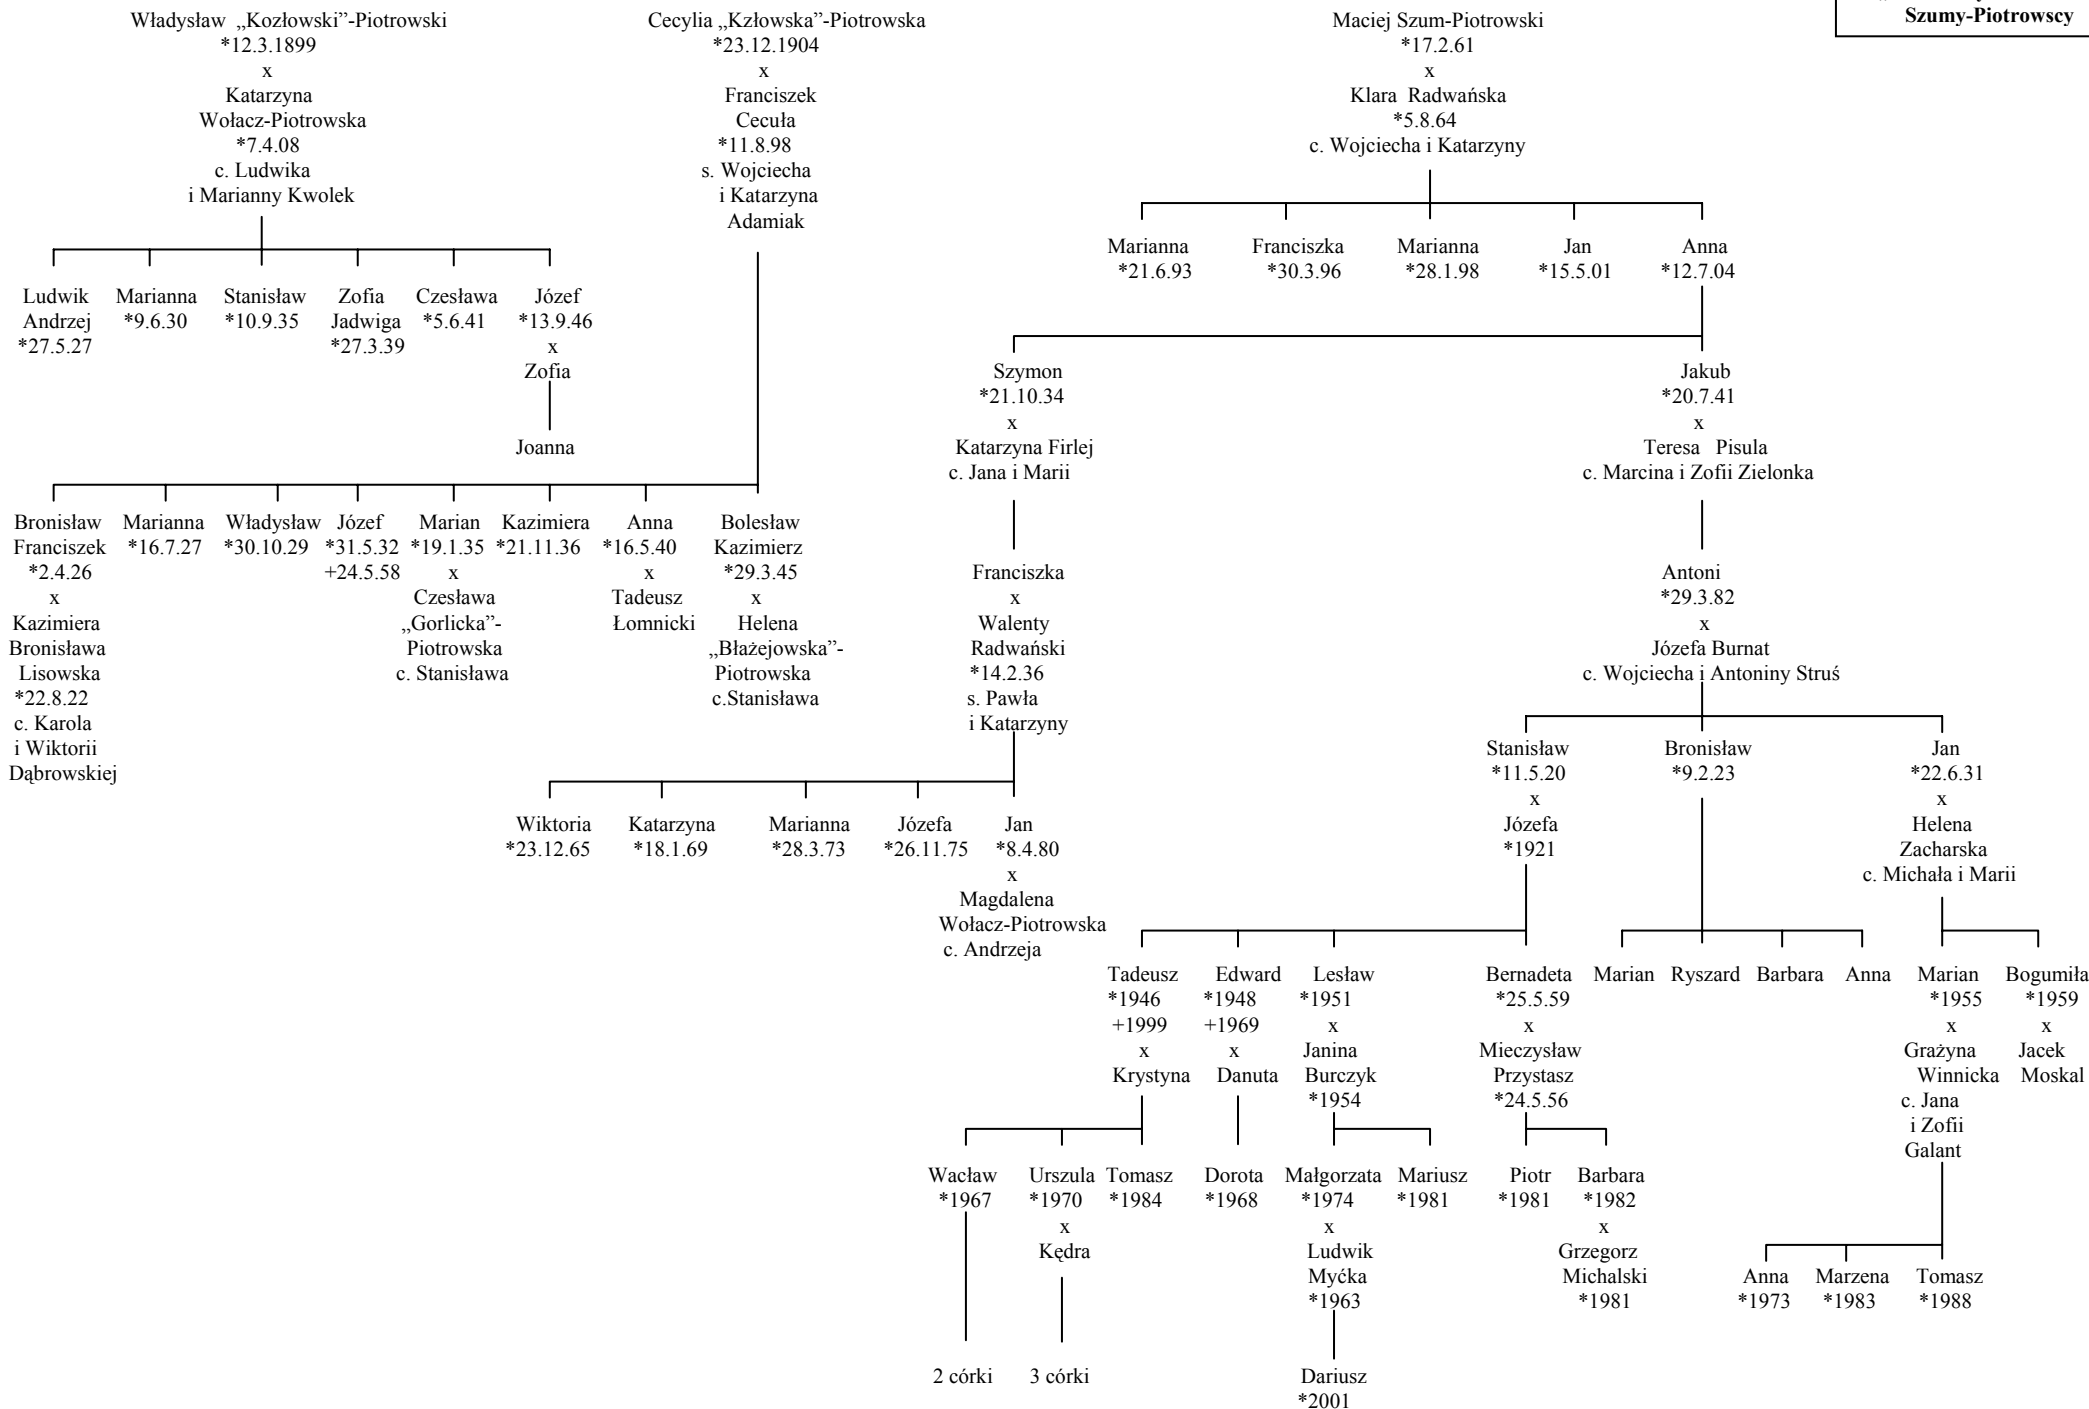 Szumy-Piotrowscy
Władysław „Kozłowski”-Piotrowski
*12.3.1899
x
Katarzyna
Wołacz-Piotrowska
*7.4.08
c. Ludwika
i Marianny Kwolek
Ludwik
Andrzej
*27.5.27
Marianna
*9.6.30
Stanisław
*10.9.35
Zofia
Jadwiga
*27.3.39
Czesława
*5.6.41
Józef
*13.9.46
x
Zofia
Joanna
Cecylia „Kzłowska”-Piotrowska
*23.12.1904
x
Franciszek
Cecuła
*11.8.98
s. Wojciecha
i Katarzyna
Adamiak
Bronisław
Franciszek
*2.4.26
x
Kazimiera
Bronisława
Lisowska
*22.8.22
c. Karola
i Wiktorii
Dąbrowskiej
Marianna
*16.7.27
Władysław
*30.10.29
Józef
*31.5.32
+24.5.58
Marian
*19.1.35
x
Czesława
„Gorlicka”-
Piotrowska
c. Stanisława
Kazimiera
*21.11.36
Anna
*16.5.40
x
Tadeusz
Łomnicki
Bolesław
Kazimierz
*29.3.45
x
Helena
„Błażejowska”-
Piotrowska
c.Stanisława
Maciej Szum-Piotrowski
*17.2.61
x
Klara Radwańska
*5.8.64
c. Wojciecha i Katarzyny
Marianna
*21.6.93
Franciszka
*30.3.96
Marianna
*28.1.98
Jan
*15.5.01
Anna
*12.7.04
Szymon
*21.10.34
x
Katarzyna Firlej
c. Jana i Marii
Franciszka
x
Walenty
Radwański
*14.2.36
s. Pawła
i Katarzyny
Wiktoria
*23.12.65
Katarzyna
*18.1.69
Marianna
*28.3.73
Józefa
*26.11.75
Jan
*8.4.80
x
Magdalena
Wołacz-Piotrowska
c. Andrzeja
Jakub
*20.7.41
x
Teresa Pisula
c. Marcina i Zofii Zielonka
Antoni
*29.3.82
x
Józefa Burnat
c. Wojciecha i Antoniny Struś
Stanisław
*11.5.20
x
Józefa
*1921
Bronisław
*9.2.23
Jan
*22.6.31
x
Helena
Zacharska
c. Michała i Marii
Tadeusz
*1946
+1999
x
Krystyna
Edward
*1948
+1969
x
Danuta
Lesław
*1951
x
Janina
Burczyk
*1954
Bernadeta
*25.5.59
x
Mieczysław
Przystasz
*24.5.56
Marian
Ryszard
Barbara
Anna
Marian
*1955
x
Grażyna
Winnicka
c. Jana
i Zofii
Galant
Bogumiła
*1959
x
Jacek
Moskal
Wacław
*1967
2 córki
Urszula
*1970
x
Kędra
3 córki
Tomasz
*1984
Dorota
*1968
Małgorzata
*1974
x
Ludwik
Myćka
*1963
Dariusz
*2001
Mariusz
*1981
Piotr
*1981
Barbara
*1982
x
Grzegorz
Michalski
*1981
Anna
*1973
Marzena
*1983
Tomasz
*1988